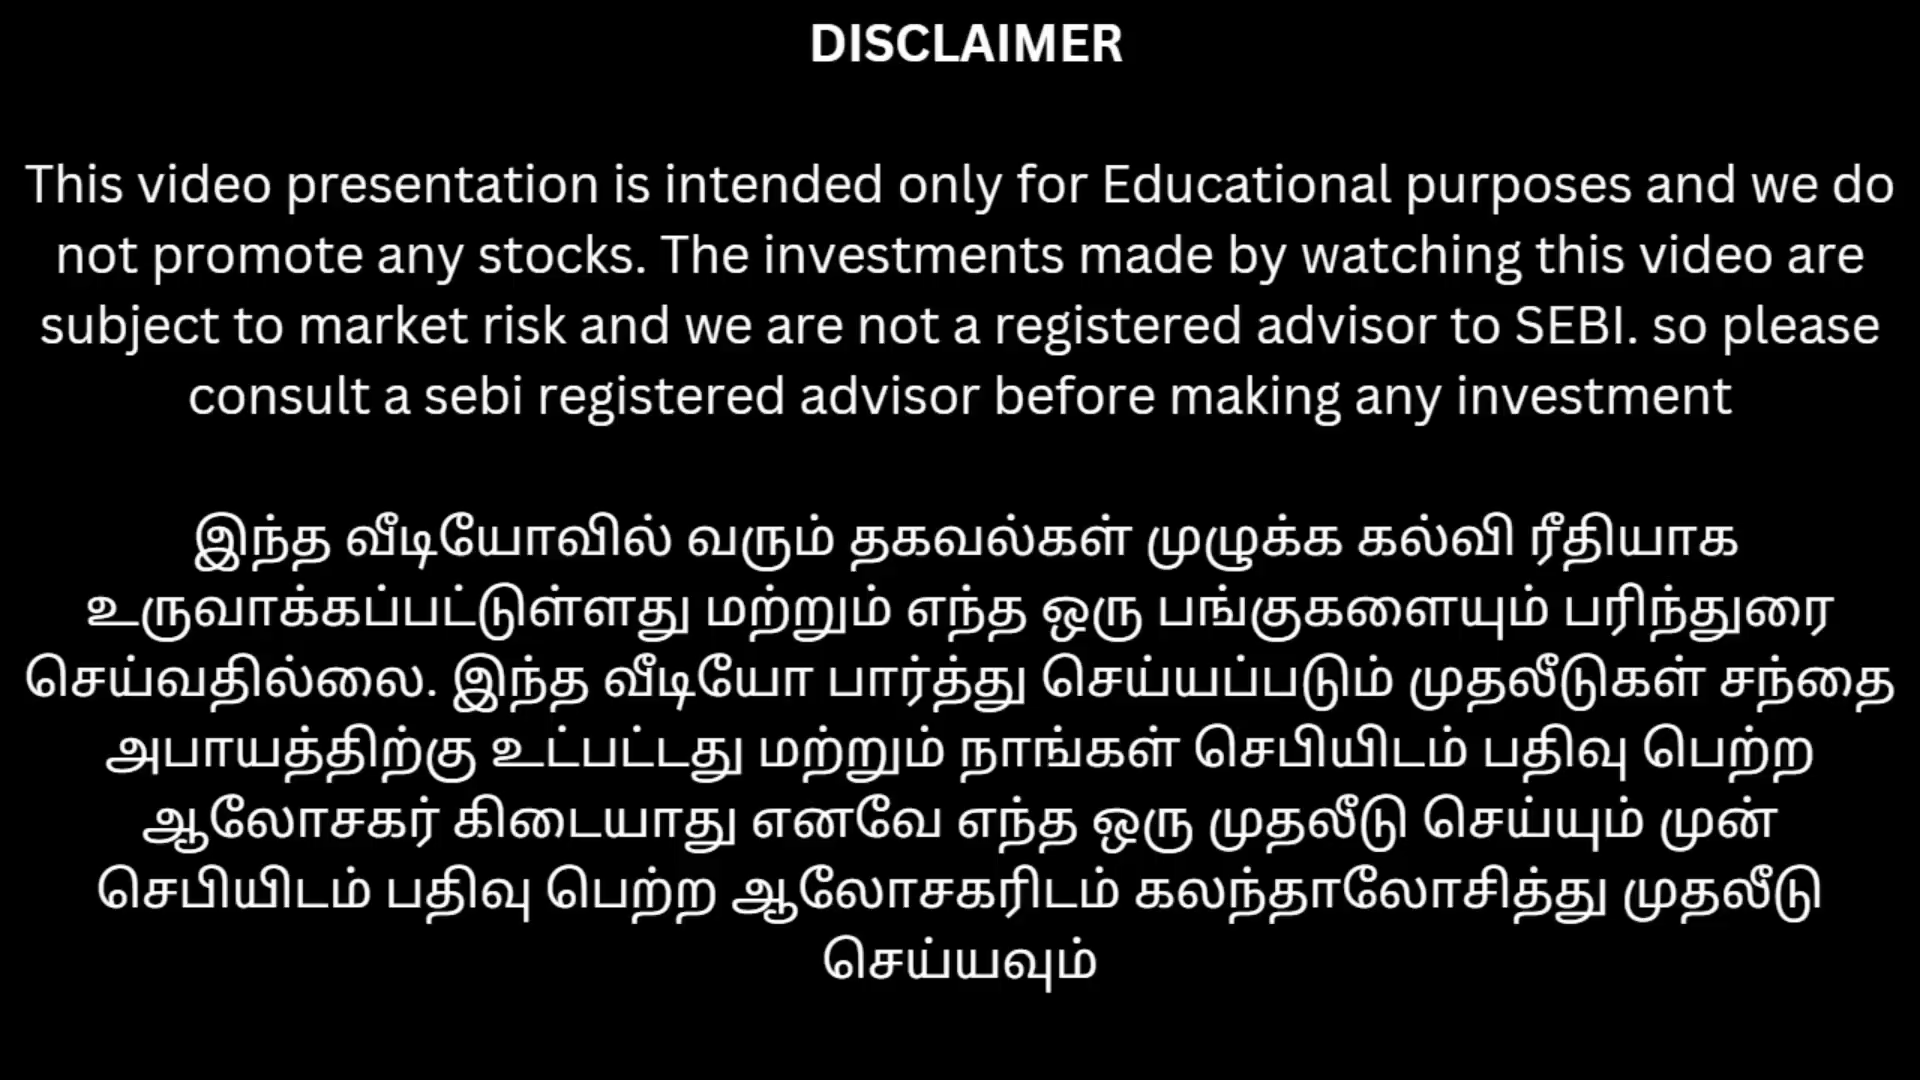 DISCLAIMER
This video presentation is intended only for Educational purposes and we do
not promote any stocks. The investments made by watching this video are
subject to market risk and we are not a registered advisor to SEBI. so please
consult a sebi registered advisor before making any investment
இந்த வீடியோவில் வரும் தகவல்கள் முழுக்க கல்வி ரீதியாக
உருவாக்கப்பட்டுள்ளது மற்றும் எந்த ஒரு பங்குகளையும் பரிந்துரை
செய்வதில்லை. இந்த வீடியோ பார்த்து செய்யப்படும் முதலீடுகள் சந்தை
அபாயத்திற்கு உட்பட்டது மற்றும் நாங்கள் செபியிடம் பதிவு பெற்ற
ஆலோசகர் கிடையாது எனவே எந்த ஒரு முதலீடு செய்யும் முன்
செபியிடம் பதிவு பெற்ற ஆலோசகரிடம் கலந்தாலோசித்து முதலீடு
செய்யவும்